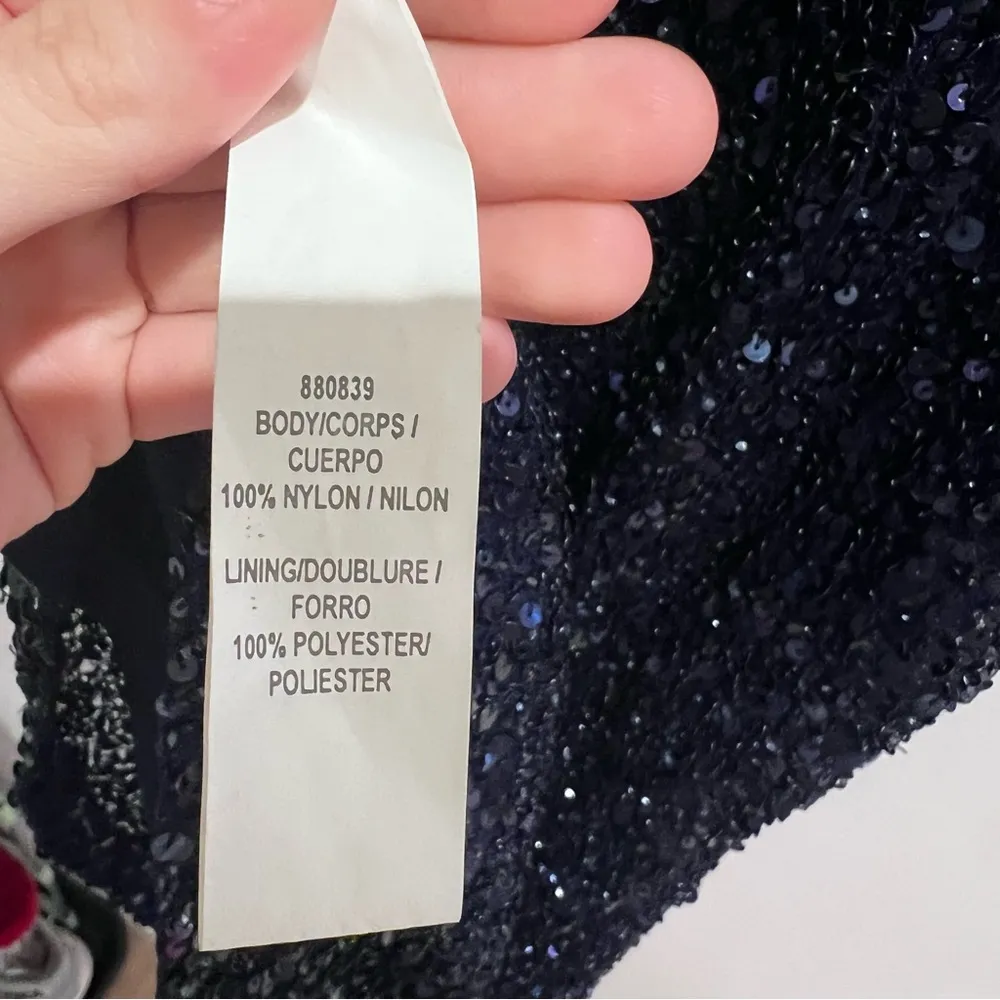 880839
BODY/CORPS /
CUERPO
100% NYLON / NILON
LINING/DOUBLURE /
FORRO
100% POLYESTER/
POLIESTER